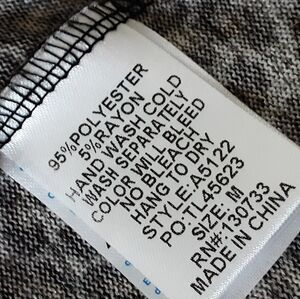 95%POLYESTER
5%RAYON
HAND WASH COLD
WASH SEPARATELY
COLOR WILL BLEED
NO BLEACH
HANG TO DRY
STYLE:A5122
PO:TL45623
SIZE: M
RN#:130733
MADE IN CHINA